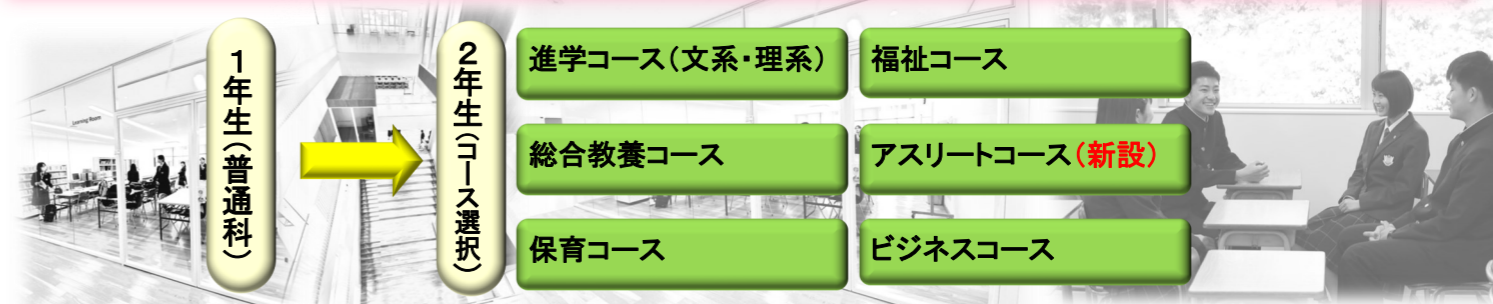 1年生(普通科)
2年生(コース選択)
進学コース(文系・理系)
福祉コース
総合教養コース
アスリートコース(新設)
保育コース
ビジネスコース
Learning Room